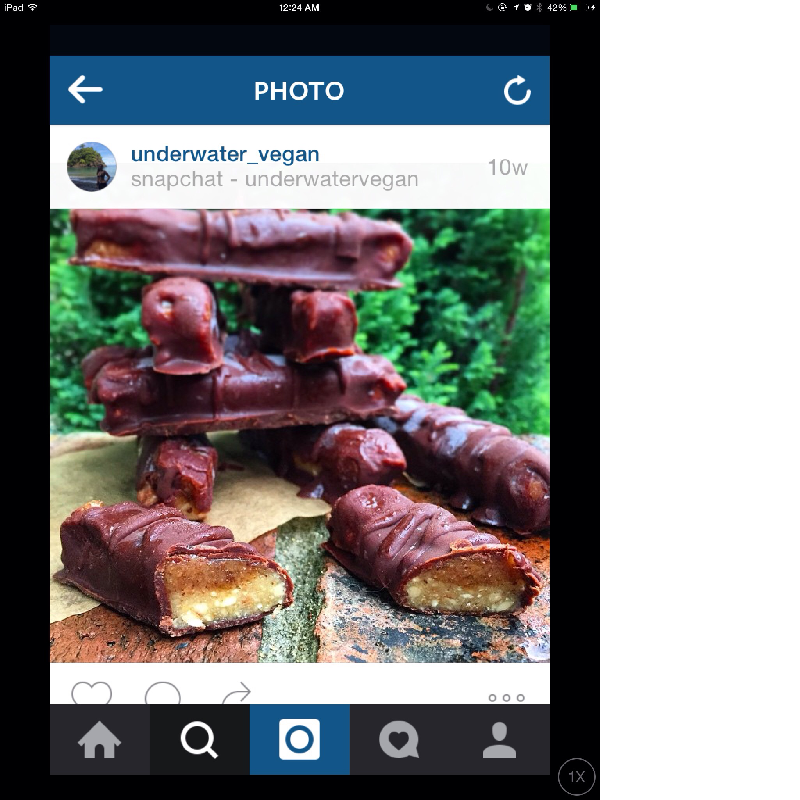 iPad 12:24 AM 42%
PHOTO
underwater_vegan
snapchat - underwatervegan
10w
1X